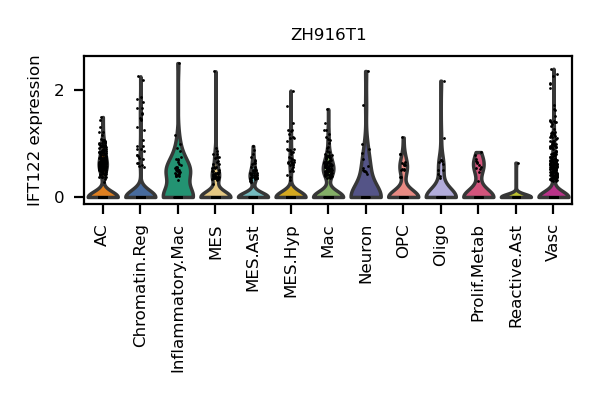 ZH916T1
IFT122 expression
2
0
AC
Chromatin.Reg
Inflammatory.Mac
MES
MES.Ast
MES.Hyp
Mac
Neuron
OPC
Oligo
Prolif.Metab
Reactive.Ast
Vasc